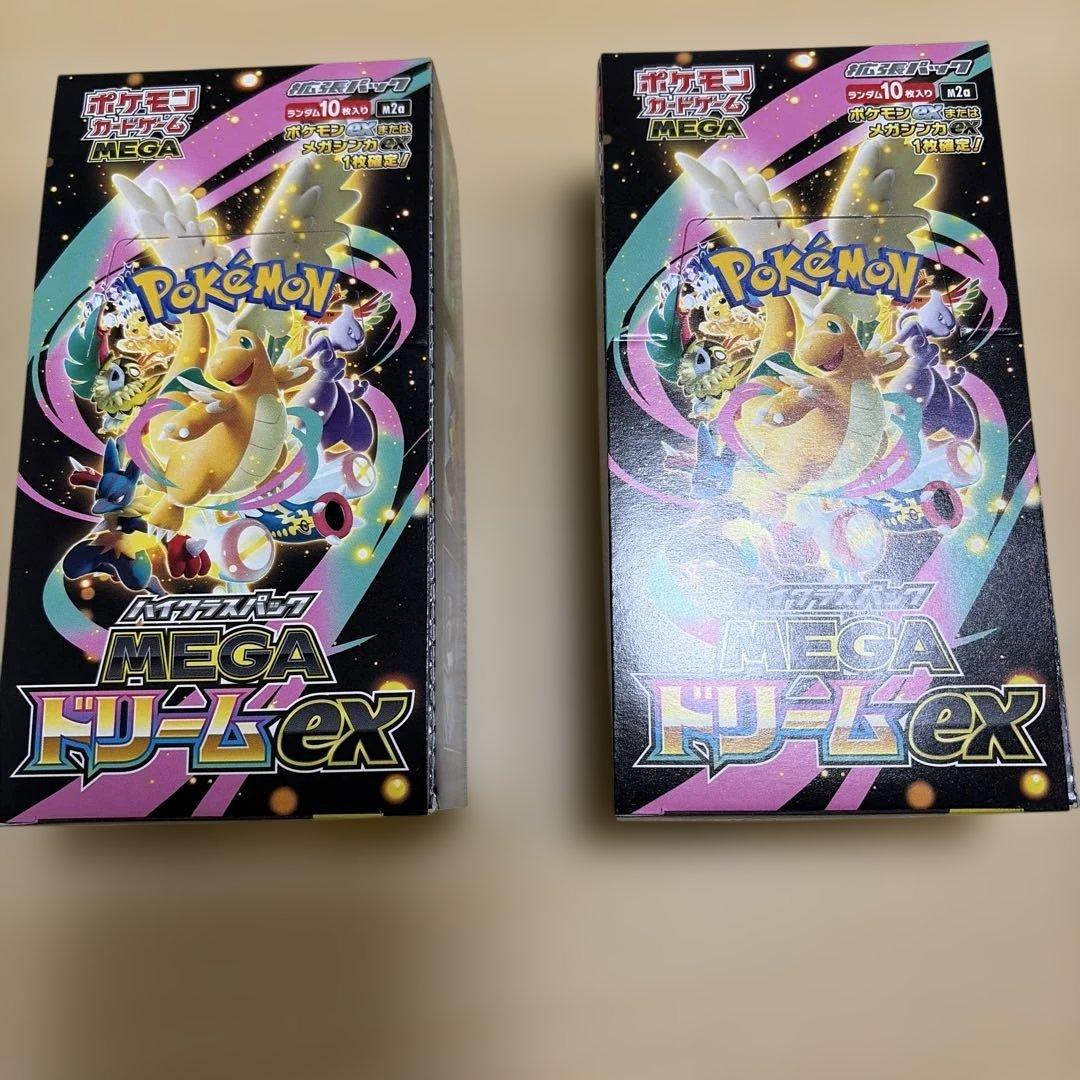 ポケモン
カードゲーム
MEGA
拡張パック
ランダム10枚入り M2a
ポケモンexまたは
メガシンカex
1枚確定!
POKéMON
TM
ハイクラスパック
MEGA
ドリームex
ポケモン
カードゲーム
MEGA
拡張パック
ランダム10枚入り M2a
ポケモンexまたは
メガシンカex
1枚確定!
POKéMON
TM
ハイクラスパック
MEGA
ドリームex